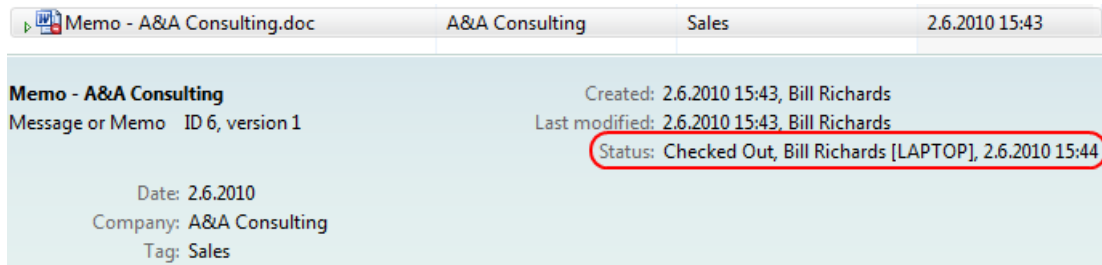 Memo - A&A Consulting.doc A&A Consulting Sales 2.6.2010 15:43
Memo - A&A Consulting Created: 2.6.2010 15:43, Bill Richards
Message or Memo ID 6, version 1 Last modified: 2.6.2010 15:43, Bill Richards
Status: Checked Out, Bill Richards [LAPTOP], 2.6.2010 15:44
Date: 2.6.2010
Company: A&A Consulting
Tag: Sales